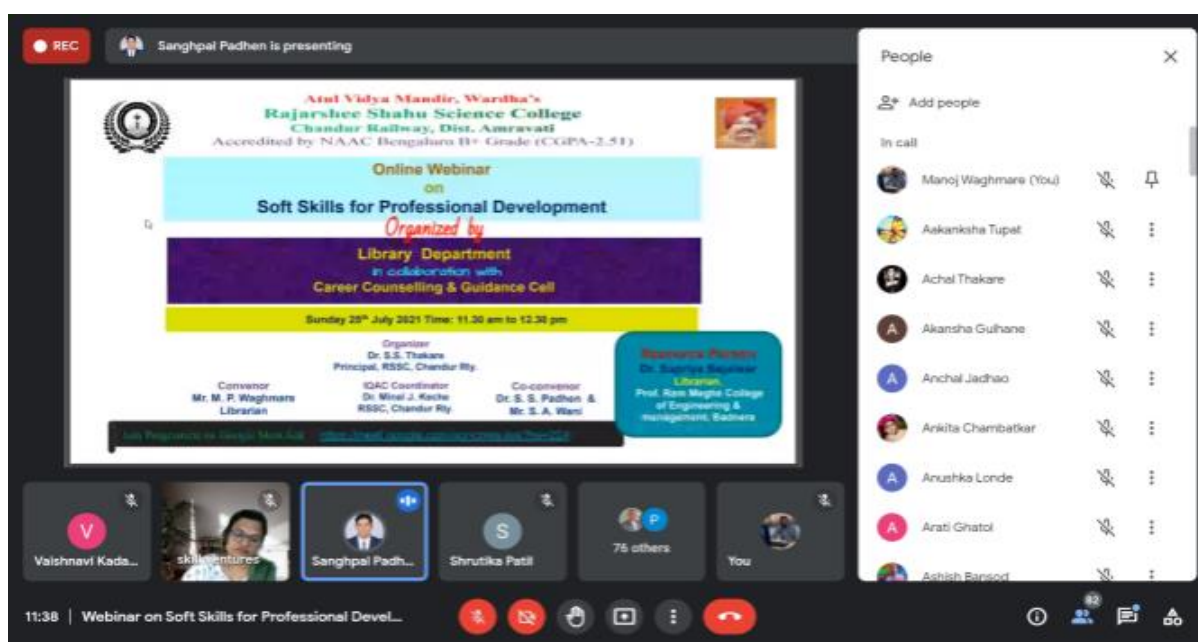 REC
Sanghpal Padhen is presenting
Atul Vidya Mandir, Wardha's
Rajarshee Shahu Science College
Chandur Railway, Dist. Amravati
Accredited by NAAC Bengaluru B+ Grade (CGPA-2.51)
Online Webinar
on
Soft Skills for Professional Development
Organized by
Library Department
in collaboration with
Career Counselling & Guidance Cell
Sunday 25th July 2021 Time: 11.30 am to 12.30 pm
Organizer
Dr. S.S. Thakare
Principal, RSSC, Chandur Rly.
Convenor
Mr. M. P. Waghmare
Librarian
IQAC Coordinator
Dr. Minal J. Keche
RSSC, Chandur Rly
Co-convenor
Dr. S. S. Padhen &
Mr. S. A. Wani
Resource Person
Dr. Supriya
Librarian,
Prof. Ram Meghe College
of Engineering &
management, Badnera
Join Programme on Google Meet
V
Vaishnavi Kada...
skill ventures
Sanghpal Padh...
S
Shrutika Patil
P
76 others
You
People
Add people
In call
Manoj Waghmare (You)
Aakanksha Tupat
Achal Thakare
A
Akansha Gulhane
A
Anchal Jadhao
Ankita Chambatkar
A
Anushka Londe
A
Arati Ghatol
Ashish Bansod
11:38 | Webinar on Soft Skills for Professional Devel...
82